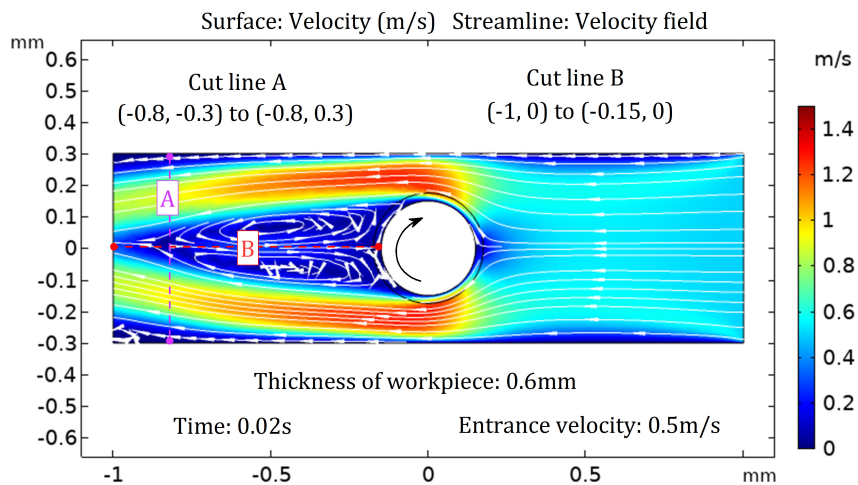 Surface: Velocity (m/s) Streamline: Velocity field
mm
m/s
Cut line A
(-0.8, -0.3) to (-0.8, 0.3)
Cut line B
(-1, 0) to (-0.15, 0)
0.6
0.5
0.4
0.3
0.2
0.1
0
-0.1
-0.2
-0.3
-0.4
-0.5
-0.6
A
B
1.4
1.2
1
0.8
0.6
0.4
0.2
0
Thickness of workpiece: 0.6mm
Time: 0.02s
Entrance velocity: 0.5m/s
-1
-0.5
0
0.5
mm